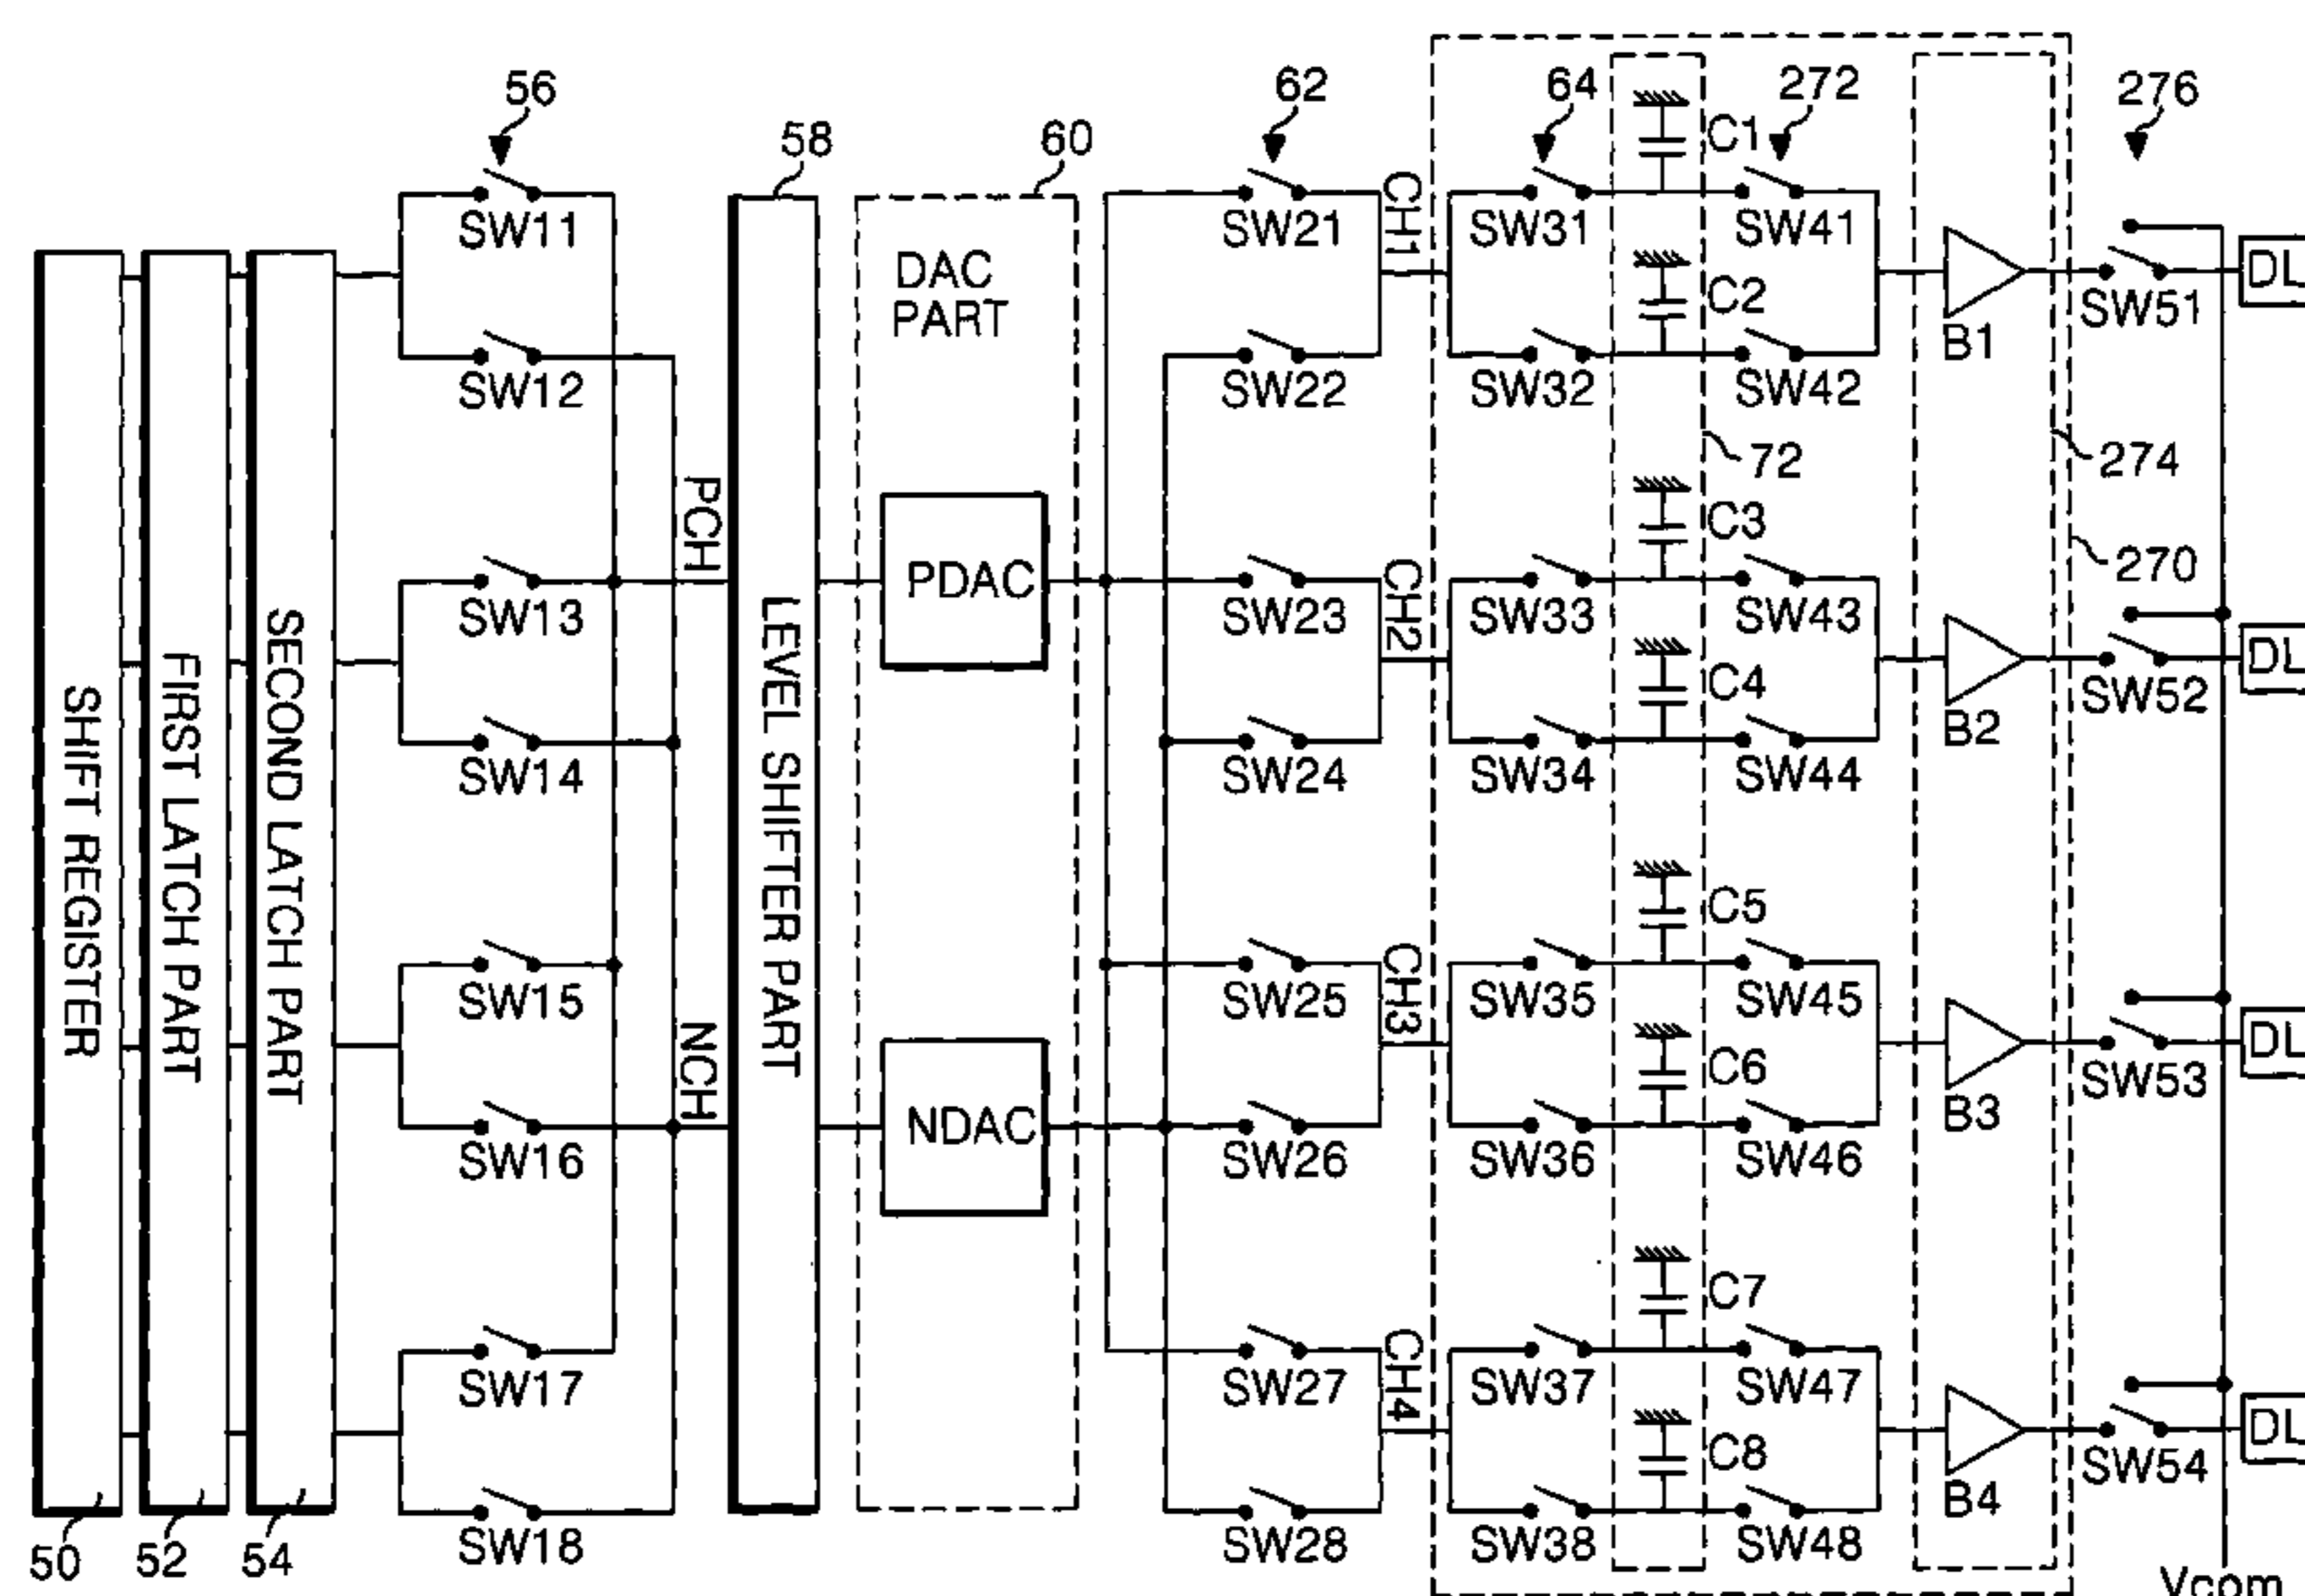 56
58
60
62
64
272
276
C1
SW11
SW21
CH1
SW31
SW41
DAC
PART
C2
SW51
DL
SW12
SW22
SW32
SW42
B1
72
274
PCH
C3
270
SW13
PDAC
SW23
CH2
SW33
SW43
SHIFT REGISTER
FIRST LATCH PART
SECOND LATCH PART
LEVEL SHIFTER PART
C4
SW52
DL
SW14
SW24
SW34
SW44
B2
C5
SW15
SW25
CH3
SW35
SW45
NCH
C6
SW53
DL
SW16
NDAC
SW26
SW36
SW46
B3
C7
SW17
SW27
CH4
SW37
SW47
C8
SW54
DL
SW18
SW28
SW38
SW48
B4
50
52
54
Vcom